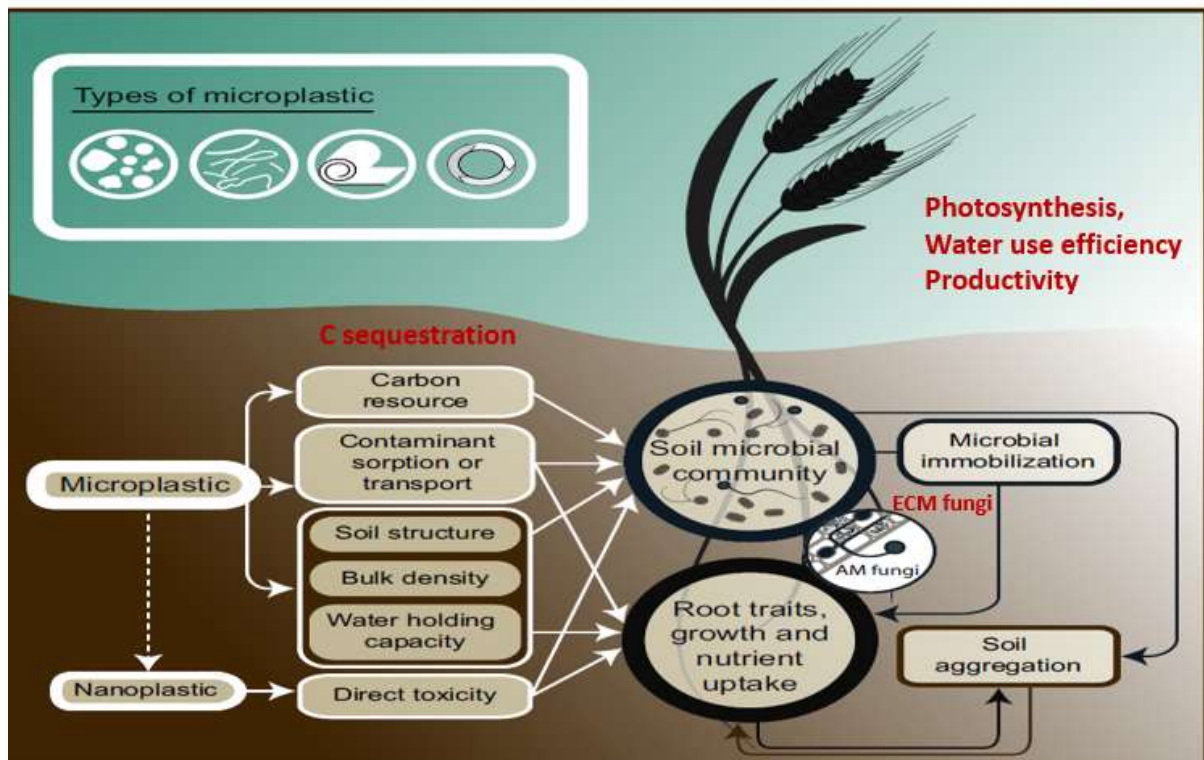 Types of microplastic
Photosynthesis,
Water use efficiency
Productivity
C sequestration
Carbon
resource
Contaminant
sorption or
transport
Microplastic
Soil structure
Bulk density
Water holding
capacity
Nanoplastic
Direct toxicity
Soil microbial
community
Microbial
immobilization
ECM fungi
AM fungi
Root traits,
growth and
nutrient
uptake
Soil
aggregation